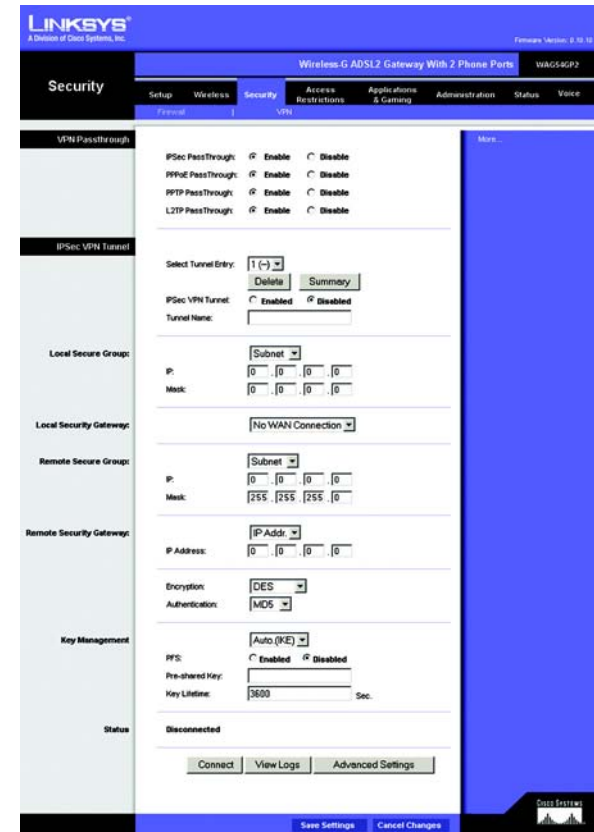 LINKSYS®
A Division of Cisco Systems, Inc.
Firmware Version: 0.10.10
Wireless-G ADSL2 Gateway With 2 Phone Ports WAG54GP2
Security
Setup Wireless Security Access Restrictions Applications & Gaming Administration Status Voice
Firewall | VPN
VPN Passthrough
More...
IPSec PassThrough: Enable Disable
PPPoE PassThrough: Enable Disable
PPTP PassThrough: Enable Disable
L2TP PassThrough: Enable Disable
IPSec VPN Tunnel
Select Tunnel Entry: 1 (--)
Delete Summary
IPSec VPN Tunnel: Enabled Disabled
Tunnel Name:
Local Secure Group: Subnet
IP: 0 . 0 . 0 . 0
Mask: 0 . 0 . 0 . 0
Local Security Gateway: No WAN Connection
Remote Secure Group: Subnet
IP: 0 . 0 . 0 . 0
Mask: 255 . 255 . 255 . 0
Remote Security Gateway: IP Addr.
IP Address: 0 . 0 . 0 . 0
Encryption: DES
Authentication: MD5
Key Management Auto.(IKE)
PFS: Enabled Disabled
Pre-shared Key:
Key Lifetime: 3600 Sec.
Status Disconnected
Connect View Logs Advanced Settings
Save Settings Cancel Changes
CISCO SYSTEMS